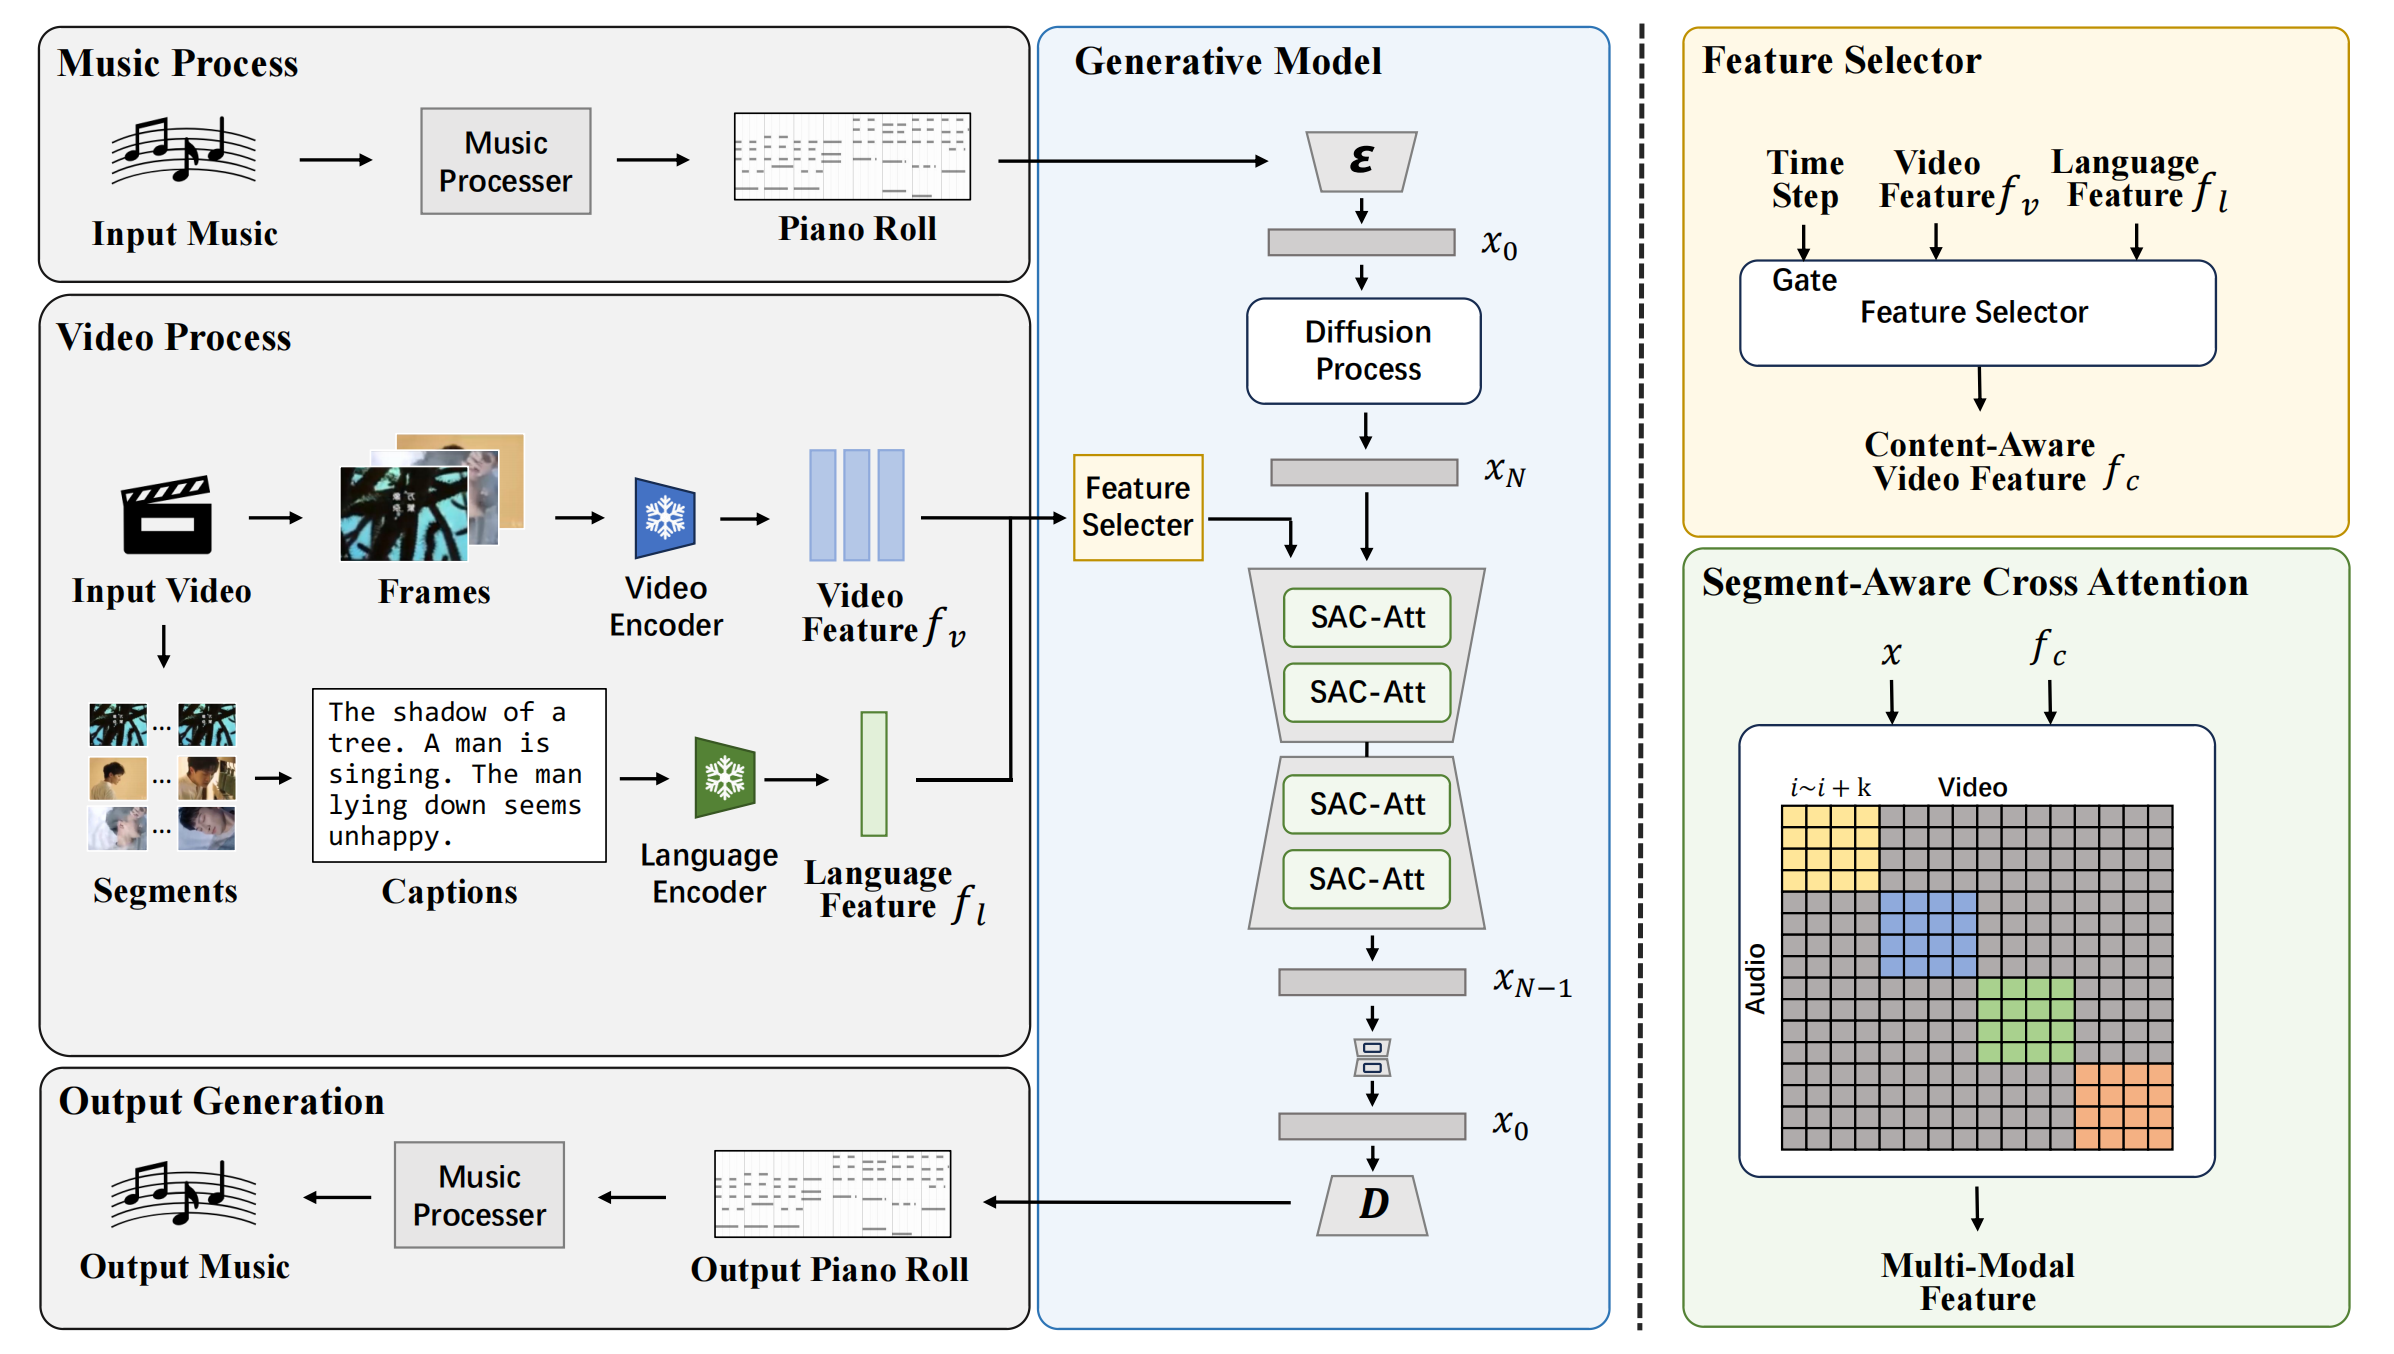 Music Process
Input Music
Music
Processer
Piano Roll
Video Process
Input Video
Frames
Video
Encoder
Video
Feature f_v
Segments
...
...
...
The shadow of a
tree. A man is
singing. The man
lying down seems
unhappy.
Captions
Language
Encoder
Language
Feature f_l
Output Generation
Output Music
Music
Processer
Output Piano Roll
Generative Model
ε
x_0
Diffusion
Process
x_N
Feature
Selecter
SAC-Att
SAC-Att
SAC-Att
SAC-Att
x_{N-1}
x_0
D
Feature Selector
Time
Step
Video
Feature f_v
Language
Feature f_l
Gate
Feature Selector
Content-Aware
Video Feature f_c
Segment-Aware Cross Attention
x
f_c
i~i + k
Video
Audio
Multi-Modal
Feature